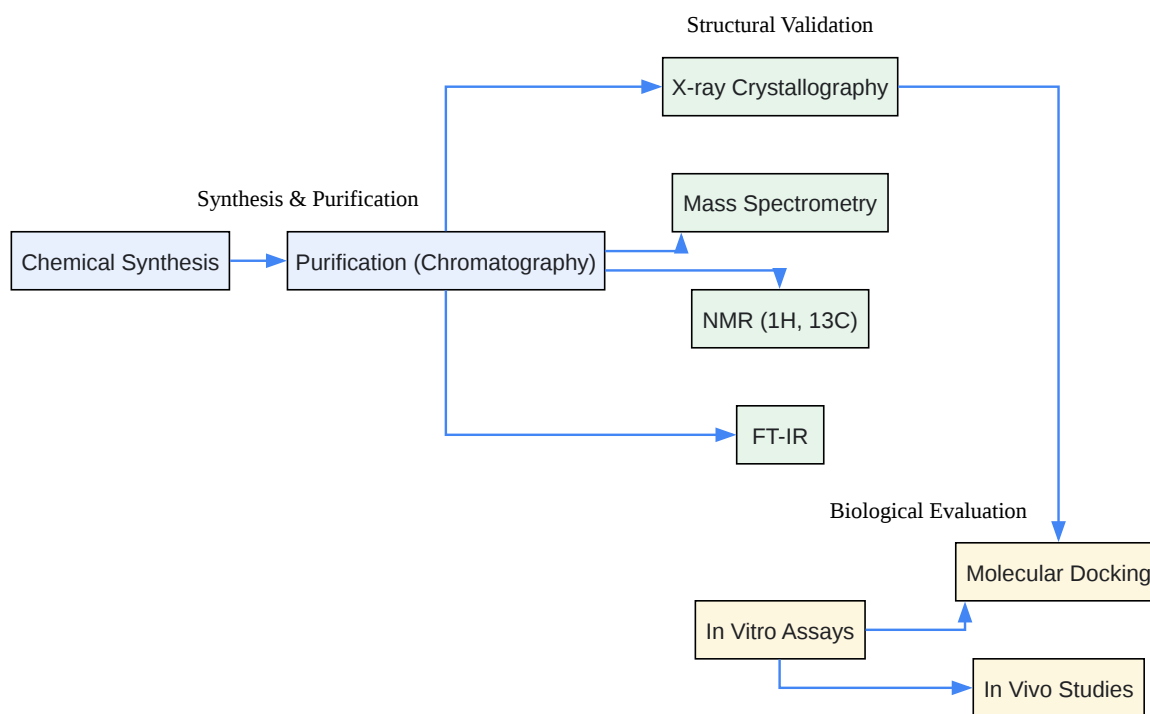 Structural Validation
X-ray Crystallography
Mass Spectrometry
Synthesis & Purification
Chemical Synthesis
Purification (Chromatography)
NMR (1H, 13C)
FT-IR
Biological Evaluation
Molecular Docking
In Vitro Assays
In Vivo Studies